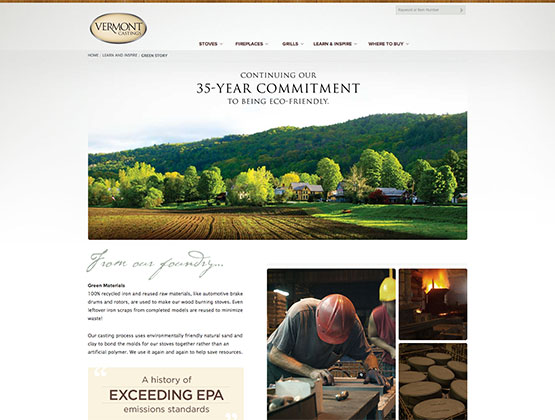 VERMONT
CASTINGS
Keyword or Item Number
STOVES FIREPLACES GRILLS LEARN & INSPIRE WHERE TO BUY
HOME / LEARN AND INSPIRE / GREEN STORY
CONTINUING OUR
35-YEAR COMMITMENT
TO BEING ECO-FRIENDLY.
From our foundry...
Green Materials
100% recycled iron and reused raw materials, like automotive brake
drums and rotors, are used to make our wood burning stoves. Even
leftover iron scraps from completed models are reused to minimize
waste!
Our casting process uses environmentally friendly natural sand and
clay to bond the molds for our stoves together rather than an
artificial polymer. We use it again and again to help save resources.
“ A history of
EXCEEDING EPA
emissions standards ”